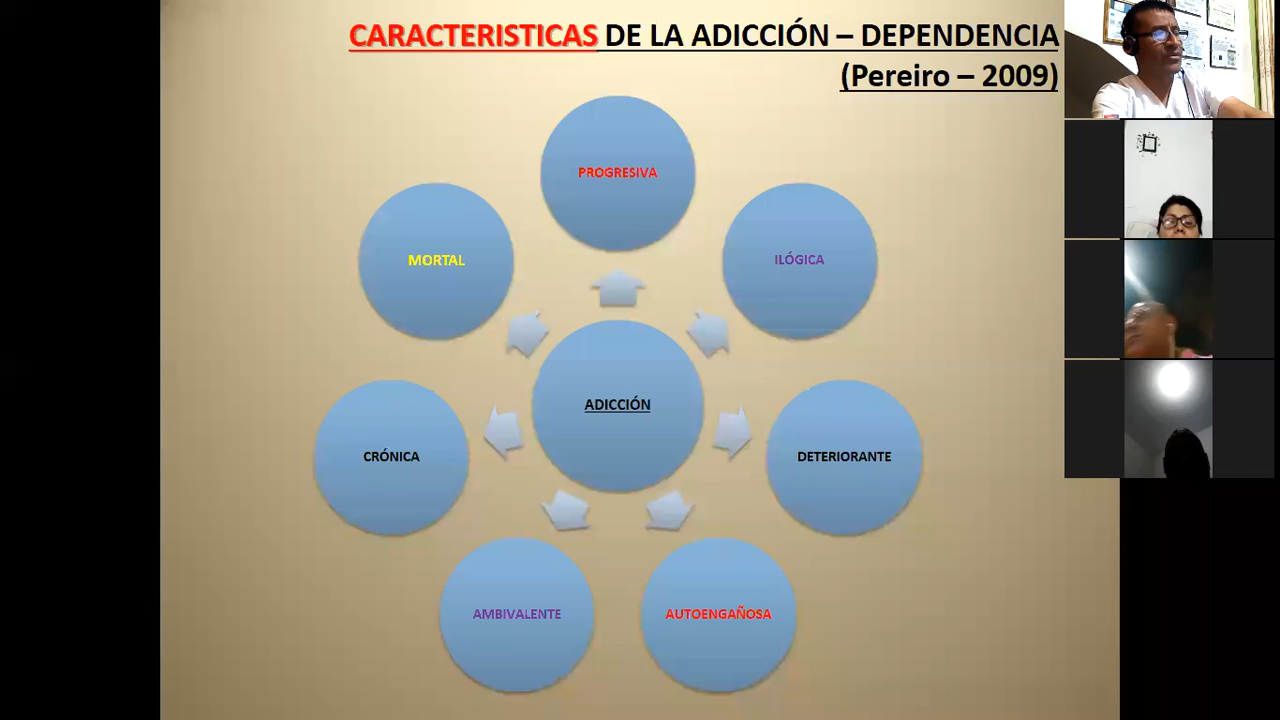 CARACTERISTICAS DE LA ADICCIÓN – DEPENDENCIA
(Pereiro – 2009)
PROGRESIVA
MORTAL
ILÓGICA
ADICCIÓN
CRÓNICA
DETERIORANTE
AMBIVALENTE
AUTOENGAÑOSA